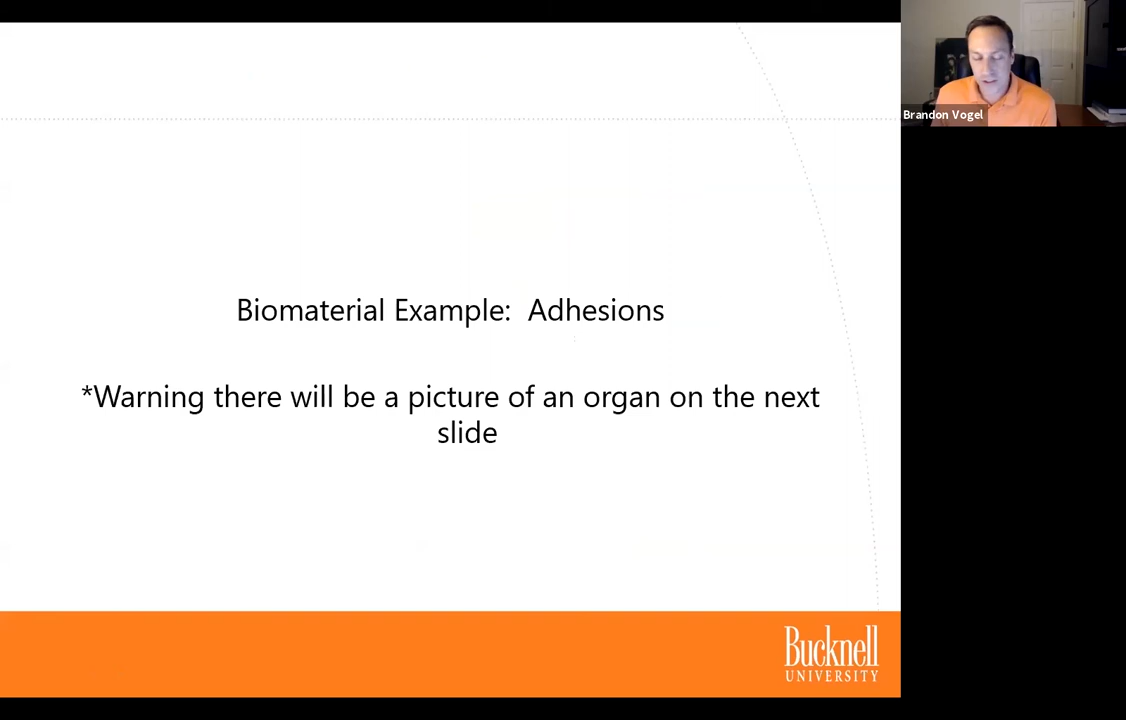 Brandon Vogel
Biomaterial Example:  Adhesions
*Warning there will be a picture of an organ on the next
slide
Bucknell
UNIVERSITY